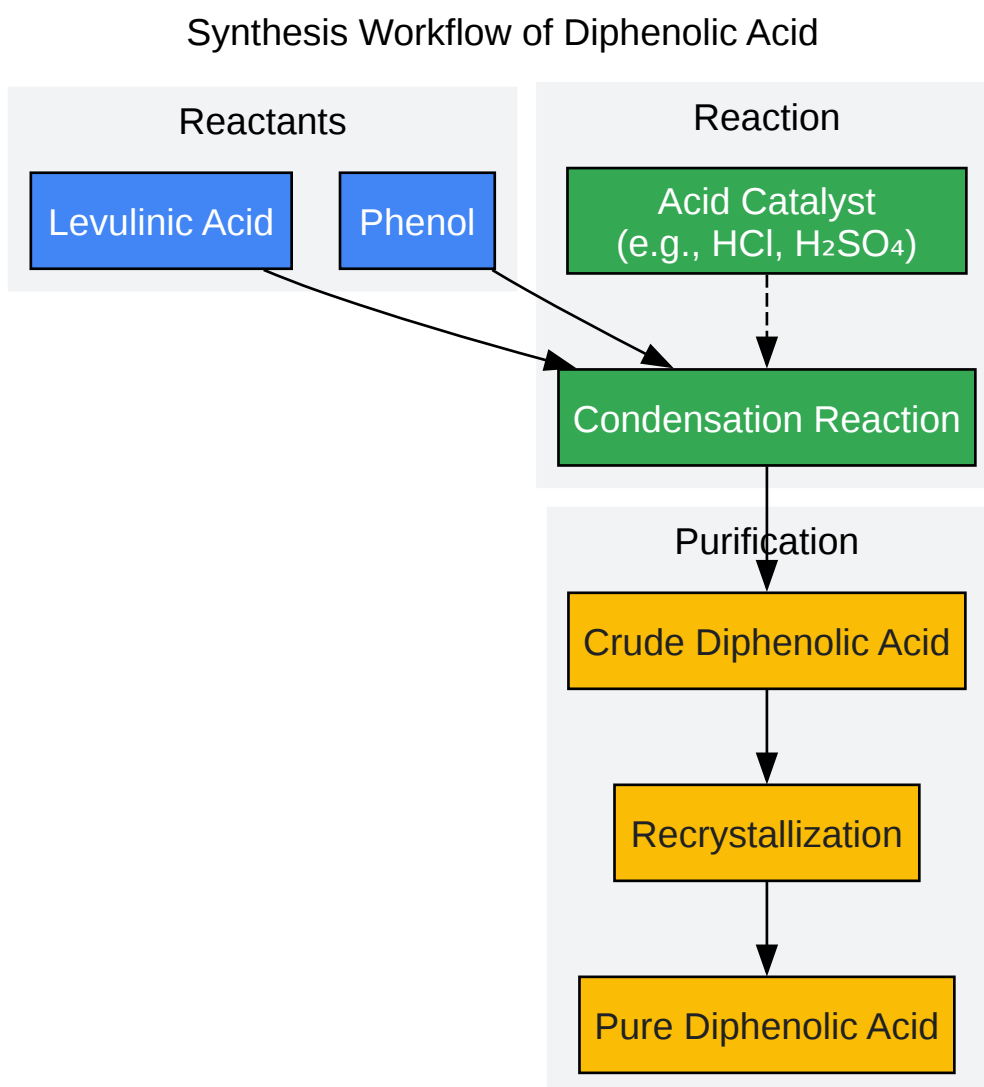 Synthesis Workflow of Diphenolic Acid
Reactants
Reaction
Levulinic Acid
Phenol
Acid Catalyst
(e.g., HCl, H₂SO₄)
Condensation Reaction
Purification
Crude Diphenolic Acid
Recrystallization
Pure Diphenolic Acid